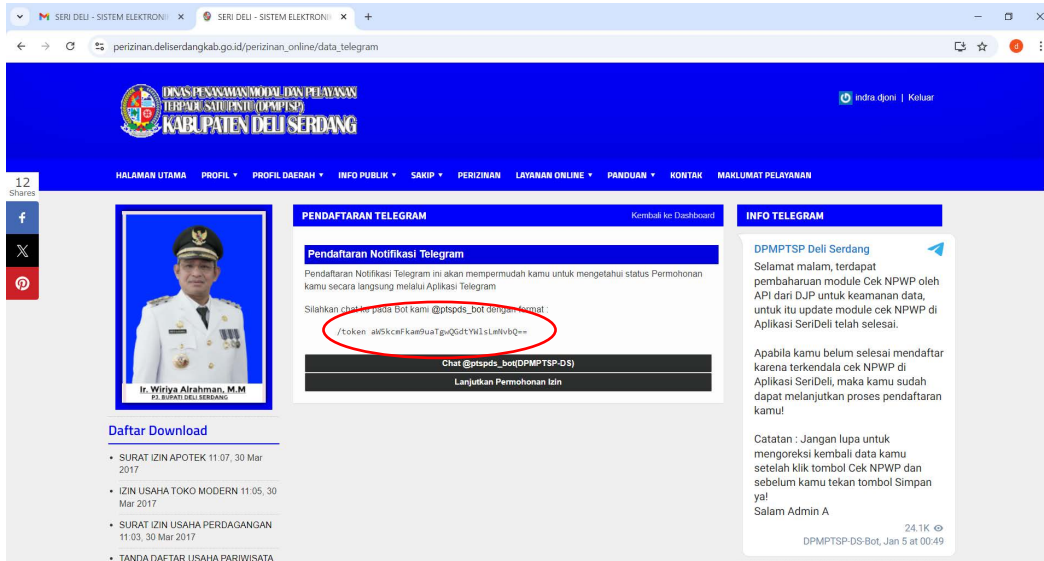 SERI DELI - SISTEM ELEKTRONI
SERI DELI - SISTEM ELEKTRONI
perizinan.deliserdangkab.go.id/perizinan_online/data_telegram
d
DINAS PENANAMAN MODAL DAN PELAYANAN
TERPADU SATU PINTU (DPMPTSP)
KABUPATEN DELI SERDANG
indra djoni | Keluar
HALAMAN UTAMA PROFIL PROFIL DAERAH INFO PUBLIK SAKIP PERIZINAN LAYANAN ONLINE PANDUAN KONTAK MAKLUMAT PELAYANAN
12
Shares
Ir. Wiriya Alrahman, M.M
PJ. BUPATI DELI SERDANG
Daftar Download
• SURAT IZIN APOTEK 11:07, 30 Mar
2017
• IZIN USAHA TOKO MODERN 11:05, 30
Mar 2017
• SURAT IZIN USAHA PERDAGANGAN
11:03, 30 Mar 2017
• TANDA DAFTAR USAHA PARIWISATA
PENDAFTARAN TELEGRAM Kembali ke Dashboard
Pendaftaran Notifikasi Telegram
Pendaftaran Notifikasi Telegram ini akan mempermudah kamu untuk mengetahui status Permohonan
kamu secara langsung melalui Aplikasi Telegram
Silahkan chat ke pada Bot kami @ptspds_bot dengan format :
/token aW5kcmFkam9uaTgwQGdtYWlsLmNvbQ==
Chat @ptspds_bot(DPMPTSP-DS)
Lanjutkan Permohonan Izin
INFO TELEGRAM
DPMPTSP Deli Serdang
Selamat malam, terdapat
pembaharuan module Cek NPWP oleh
API dari DJP untuk keamanan data,
untuk itu update module cek NPWP di
Aplikasi SeriDeli telah selesai.
Apabila kamu belum selesai mendaftar
karena terkendala cek NPWP di
Aplikasi SeriDeli, maka kamu sudah
dapat melanjutkan proses pendaftaran
kamu!
Catatan : Jangan lupa untuk
mengoreksi kembali data kamu
setelah klik tombol Cek NPWP dan
sebelum kamu tekan tombol Simpan
ya!
Salam Admin A
24.1K
DPMPTSP-DS-Bot, Jan 5 at 00:49